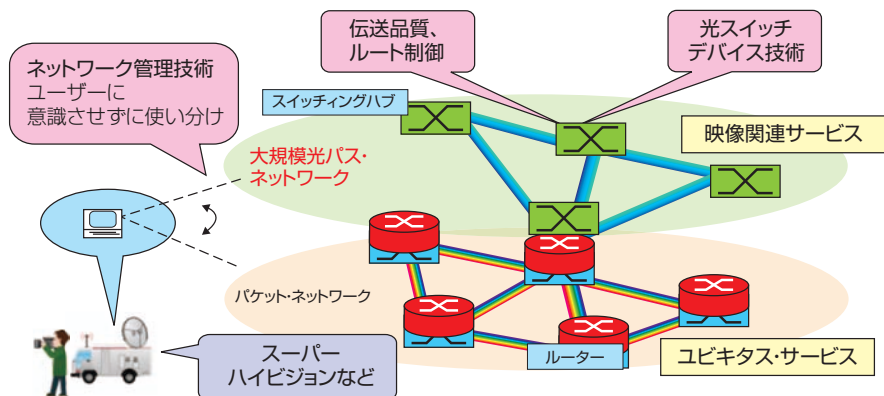 伝送品質、
ルート制御
光スイッチ
デバイス技術
ネットワーク管理技術
ユーザーに
意識させずに使い分け
スイッチングハブ
映像関連サービス
大規模光パス・
ネットワーク
パケット・ネットワーク
ルーター
ユビキタス・サービス
スーパー
ハイビジョンなど